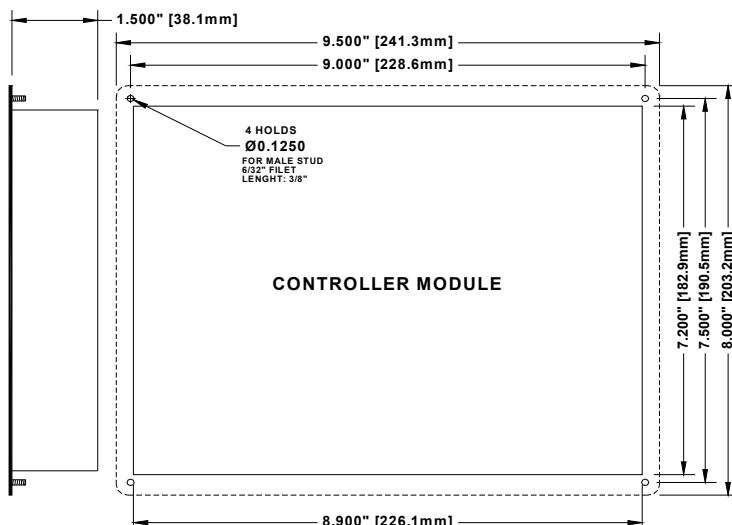 1.500" [38.1mm]
9.500" [241.3mm]
9.000" [228.6mm]
4 HOLDS
Ø0.1250
FOR MALE STUD
6/32" FILET
LENGHT: 3/8"
CONTROLLER MODULE
7.200" [182.9mm]
7.500" [190.5mm]
8.000" [203.2mm]
8.900" [226.1mm]